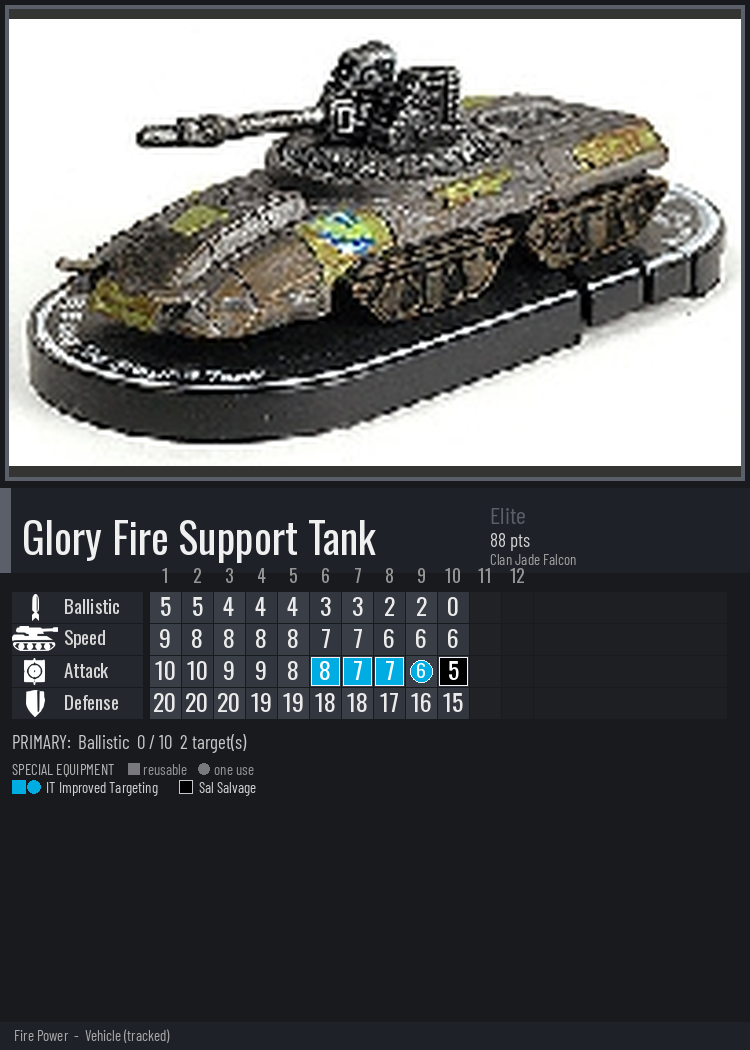 Glory Fire Support Tank
Elite
88 pts
Clan Jade Falcon
1 2 3 4 5 6 7 8 9 10 11 12
Ballistic 5 5 4 4 4 3 3 2 2 0
Speed 9 8 8 8 8 7 7 6 6 6
Attack 10 10 9 9 8 8 7 7 6 5
Defense 20 20 20 19 19 18 18 17 16 15
PRIMARY: Ballistic 0 / 10 2 target(s)
SPECIAL EQUIPMENT reusable one use
IT Improved Targeting Sal Salvage
Fire Power - Vehicle (tracked)